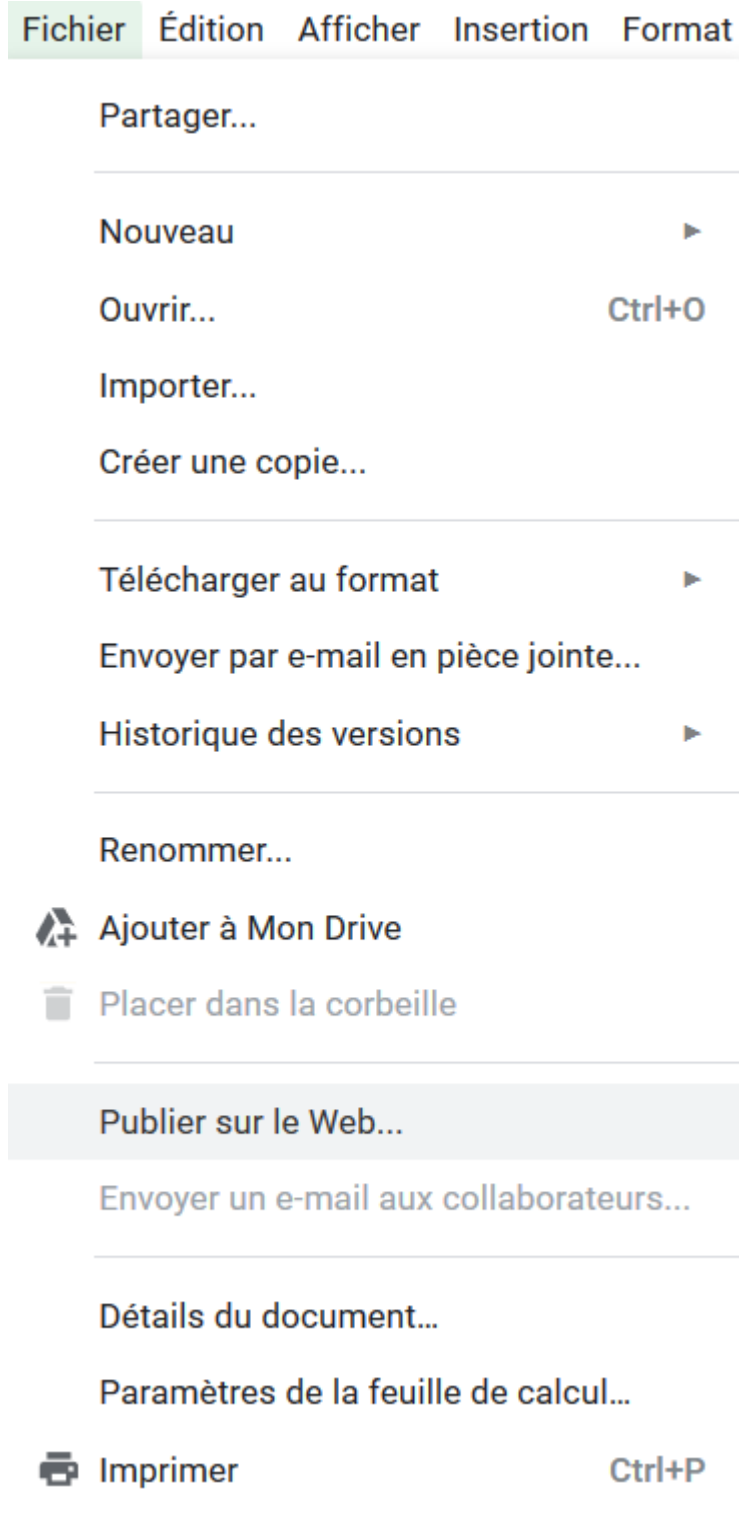 Fichier Édition Afficher Insertion Format
Partager...
Nouveau
Ouvrir... Ctrl+O
Importer...
Créer une copie...
Télécharger au format
Envoyer par e-mail en pièce jointe...
Historique des versions
Renommer...
Ajouter à Mon Drive
Placer dans la corbeille
Publier sur le Web...
Envoyer un e-mail aux collaborateurs...
Détails du document…
Paramètres de la feuille de calcul…
Imprimer Ctrl+P